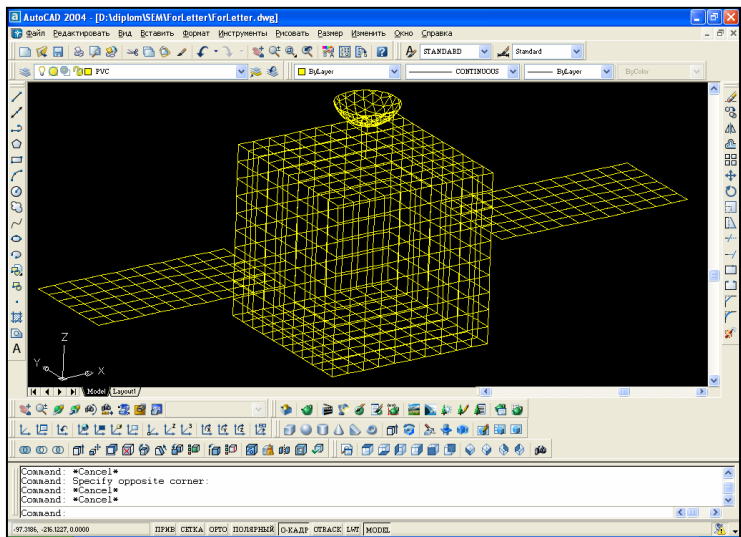 AutoCAD 2004 - [D:\diplom\SEM\ForLetter\ForLetter.dwg]
Файл Редактировать Вид Вставить Формат Инструменты Рисовать Размер Изменить Окно Справка
STANDARD Standard
PVC ByLayer CONTINUOUS ByLayer ByColor
Z
Y X
A
Model Layout1
Command: *Cancel*
Command: Specify opposite corner:
Command: *Cancel*
Command: *Cancel*
Command:
-97.3186, -216.1227, 0.0000 ПРИВ СЕТКА ОРТО ПОЛЯРНЫЙ О-КАДР OTRACK LWT MODEL